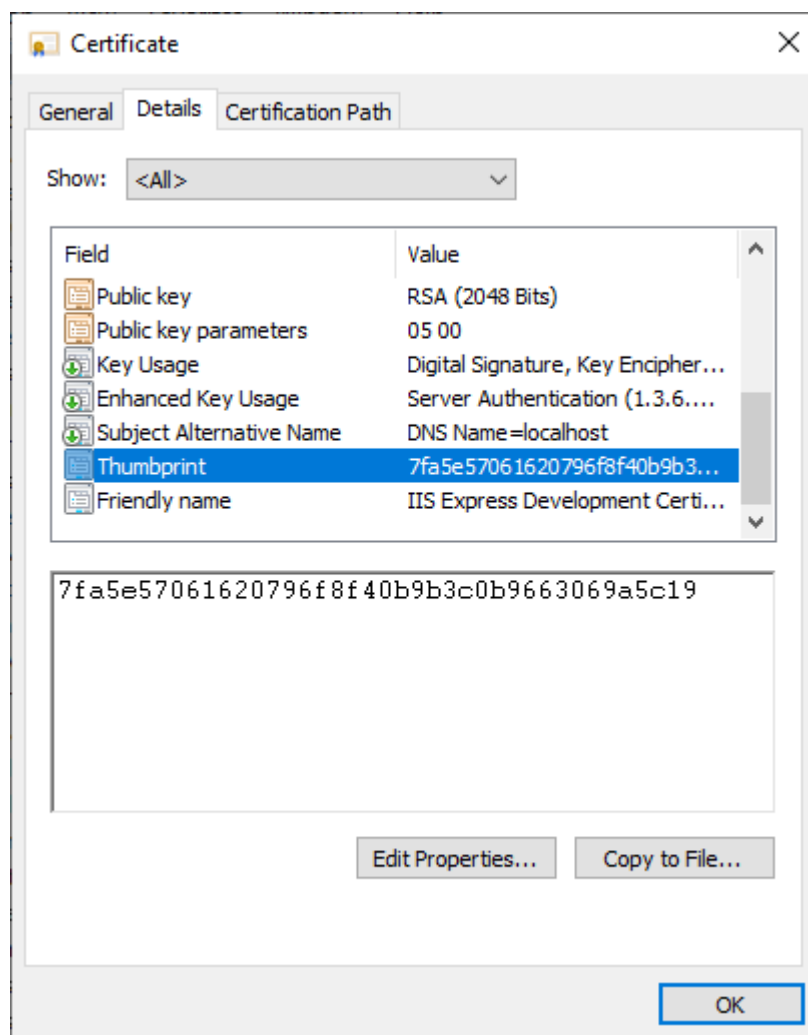 Certificate
General Details Certification Path
Show: <All>
Field Value
Public key RSA (2048 Bits)
Public key parameters 05 00
Key Usage Digital Signature, Key Encipher...
Enhanced Key Usage Server Authentication (1.3.6....
Subject Alternative Name DNS Name=localhost
Thumbprint 7fa5e57061620796f8f40b9b3...
Friendly name IIS Express Development Certi...
7fa5e57061620796f8f40b9b3c0b9663069a5c19
Edit Properties... Copy to File...
OK